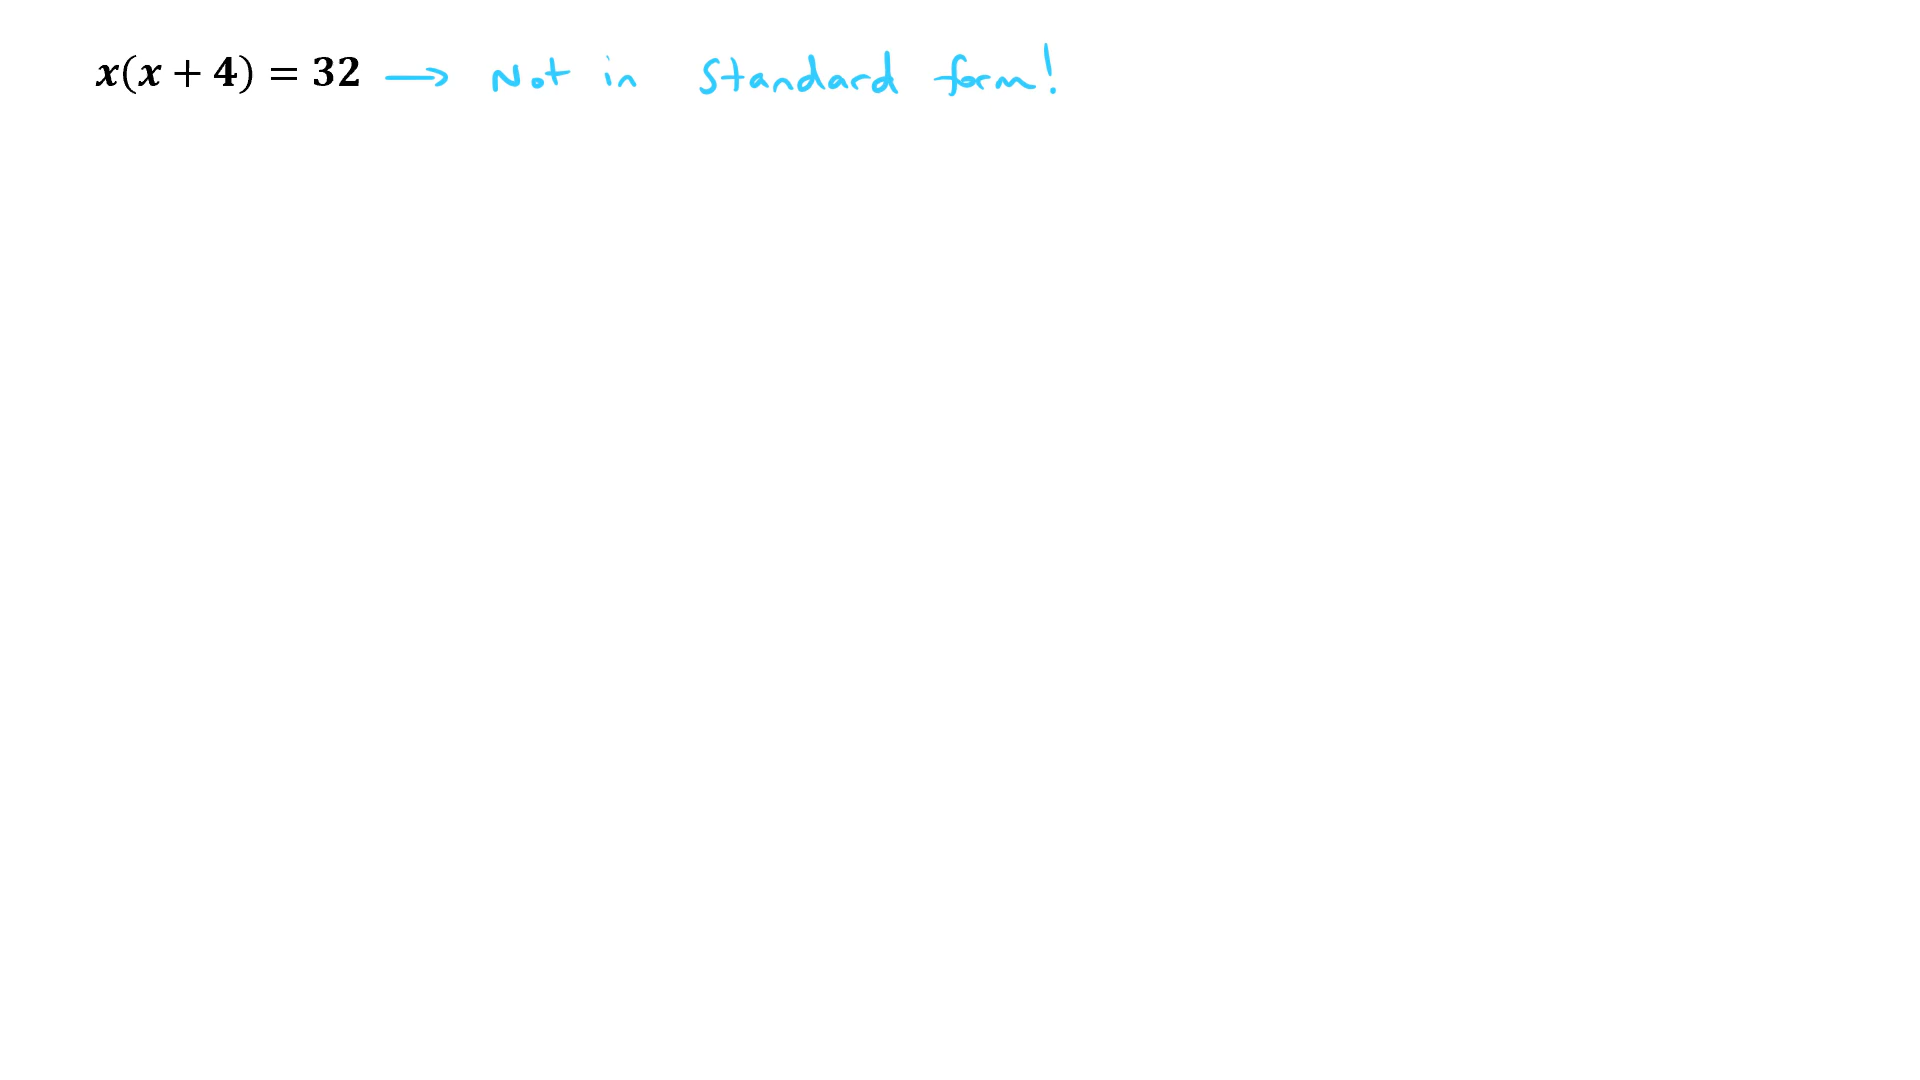 x(x + 4) = 32 → Not in standard form!